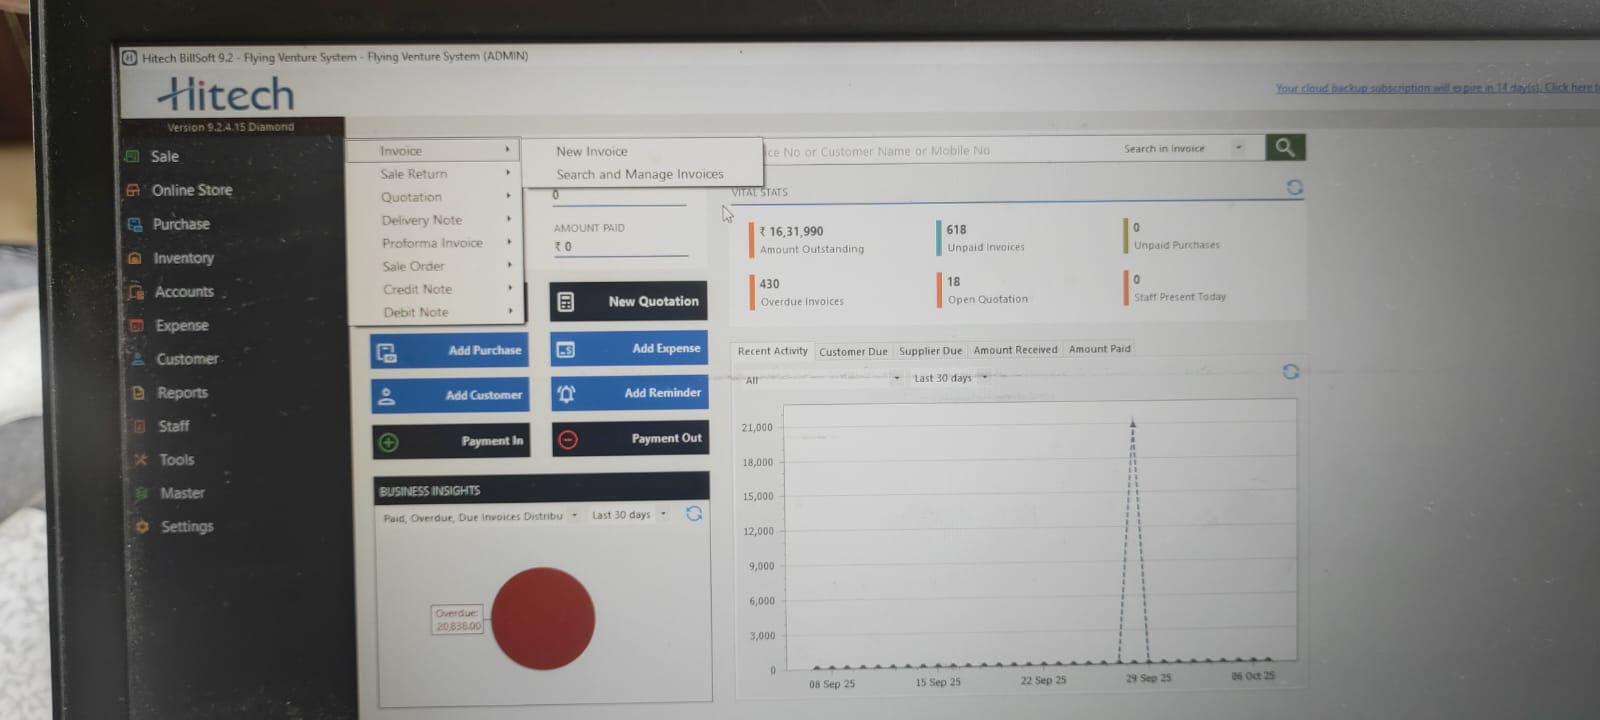 Hitech BillSoft 9.2 - Flying Venture System - Flying Venture System (ADMIN)
Hitech
Your cloud backup subscription will expire in 14 day(s). Click here
Version 9.2.4.15 Diamond
Sale
Online Store
Purchase
Inventory
Accounts
Expense
Customer
Reports
Staff
Tools
Master
Settings
Invoice
Sale Return
Quotation
Delivery Note
Proforma Invoice
Sale Order
Credit Note
Debit Note
New Invoice
Search and Manage Invoices
No or Customer Name or Mobile No
Search in Invoice
0
AMOUNT PAID
₹ 0
VITAL STATS
₹ 16,31,990
Amount Outstanding
618
Unpaid Invoices
0
Unpaid Purchases
430
Overdue Invoices
18
Open Quotation
0
Staff Present Today
New Quotation
Add Purchase
Add Expense
Add Customer
Add Reminder
Payment In
Payment Out
BUSINESS INSIGHTS
Paid, Overdue, Due Invoices Distribu
Last 30 days
Overdue:
20,838.00
Recent Activity
Customer Due
Supplier Due
Amount Received
Amount Paid
All
Last 30 days
21,000
18,000
15,000
12,000
9,000
6,000
3,000
0
08 Sep 25
15 Sep 25
22 Sep 25
29 Sep 25
06 Oct 25